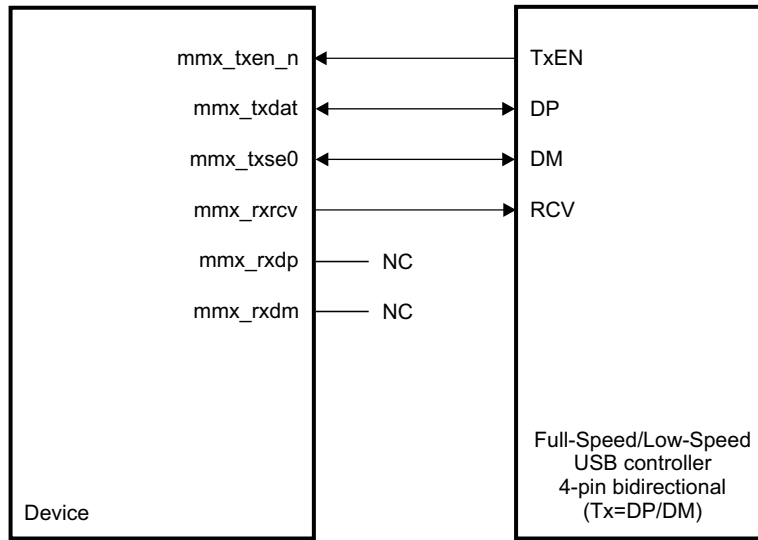 mmx_txen_n TxEN
mmx_txdat DP
mmx_txse0 DM
mmx_rxrcv RCV
mmx_rxdp NC
mmx_rxdm NC
Full-Speed/Low-Speed
USB controller
4-pin bidirectional
(Tx=DP/DM)
Device